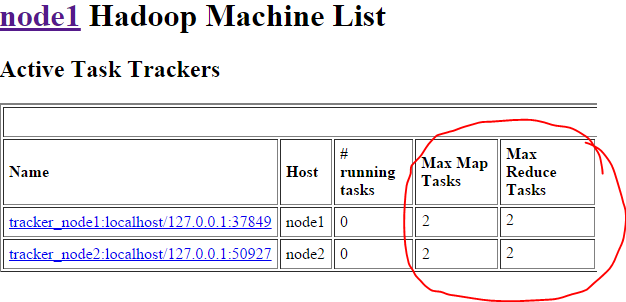 node1 Hadoop Machine List
Active Task Trackers
Name Host # running tasks Max Map Tasks Max Reduce Tasks
tracker_node1:localhost/127.0.0.1:37849 node1 0 2 2
tracker_node2:localhost/127.0.0.1:50927 node2 0 2 2